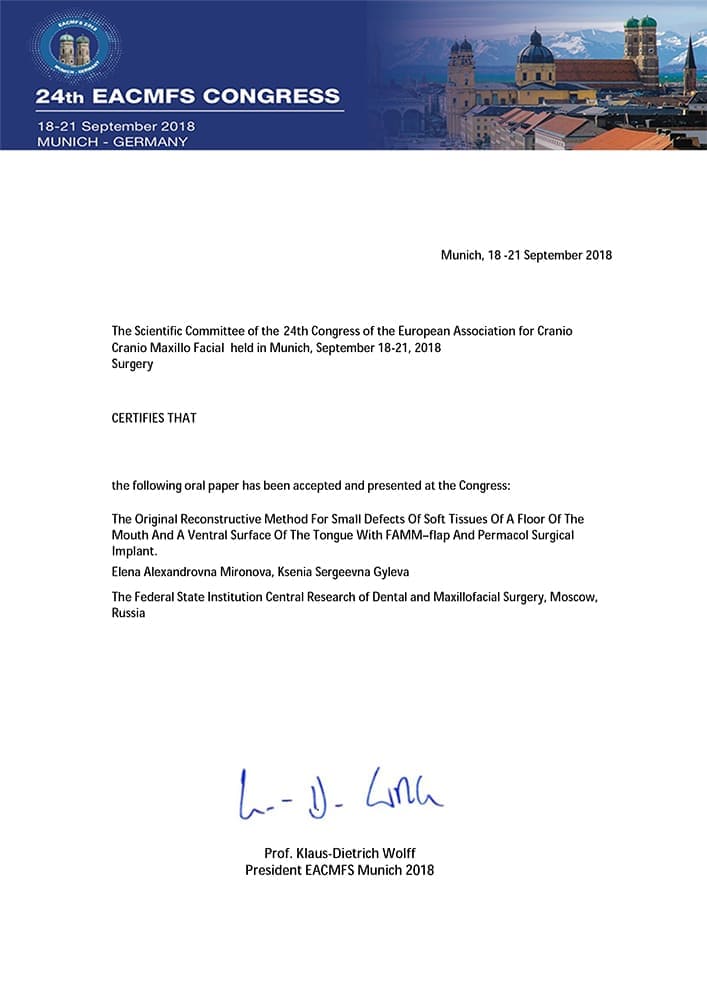 EACMFS 2018
MUNICH - GERMANY
24th EACMFS CONGRESS
18-21 September 2018
MUNICH - GERMANY
Munich, 18 -21 September 2018
The Scientific Committee of the 24th Congress of the European Association for Cranio
Cranio Maxillo Facial held in Munich, September 18-21, 2018
Surgery
CERTIFIES THAT
the following oral paper has been accepted and presented at the Congress:
The Original Reconstructive Method For Small Defects Of Soft Tissues Of A Floor Of The
Mouth And A Ventral Surface Of The Tongue With FAMM–flap And Permacol Surgical
Implant.
Elena Alexandrovna Mironova, Ksenia Sergeevna Gyleva
The Federal State Institution Central Research of Dental and Maxillofacial Surgery, Moscow,
Russia
Prof. Klaus-Dietrich Wolff
President EACMFS Munich 2018